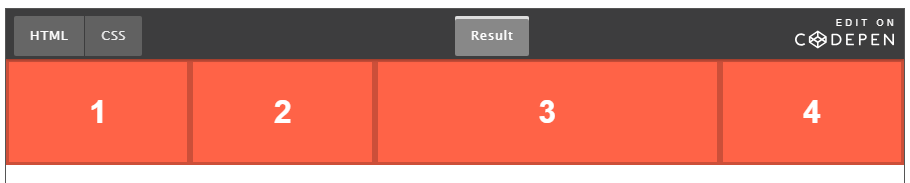 HTML CSS Result EDIT ON
CODEPEN
1 2 3 4